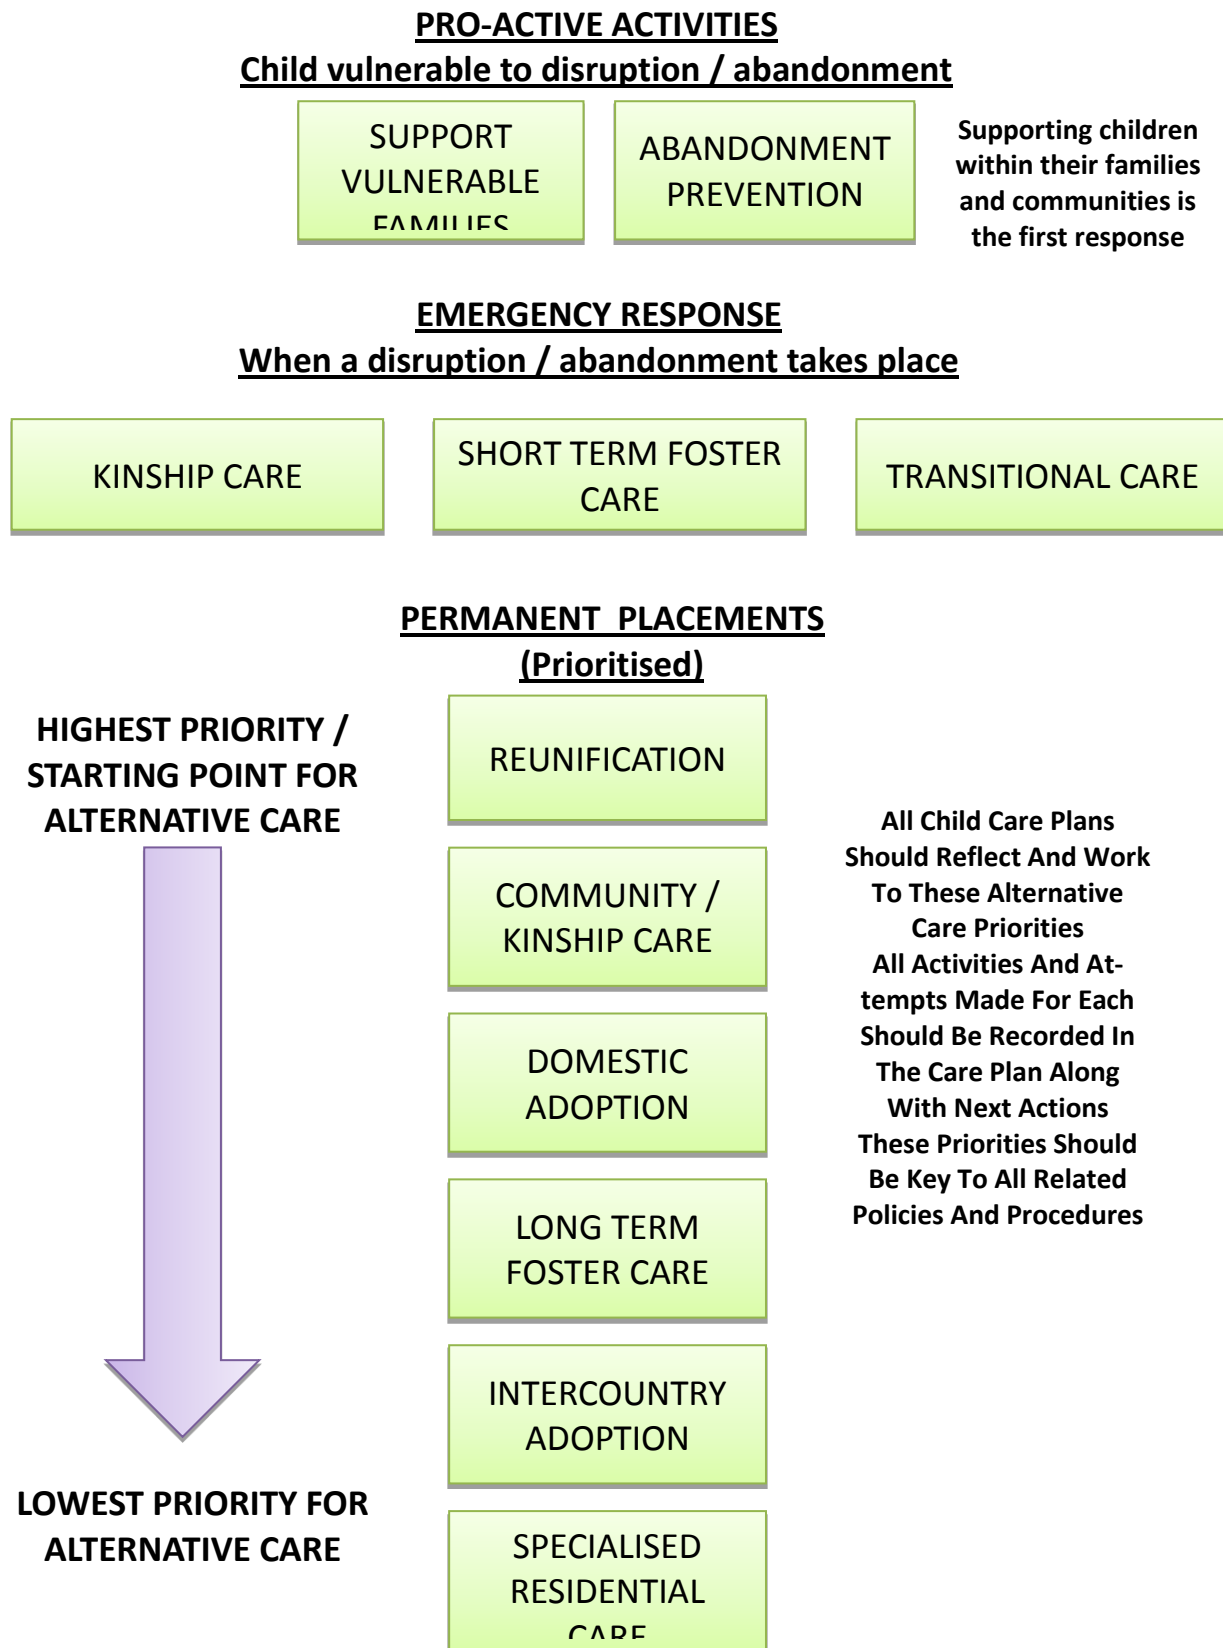 PRO-ACTIVE ACTIVITIES
Child vulnerable to disruption / abandonment
SUPPORT
VULNERABLE
FAMILIES
ABANDONMENT
PREVENTION
Supporting children
within their families
and communities is
the first response
EMERGENCY RESPONSE
When a disruption / abandonment takes place
KINSHIP CARE
SHORT TERM FOSTER
CARE
TRANSITIONAL CARE
PERMANENT  PLACEMENTS
(Prioritised)
HIGHEST PRIORITY /
STARTING POINT FOR
ALTERNATIVE CARE
REUNIFICATION
COMMUNITY /
KINSHIP CARE
DOMESTIC
ADOPTION
LONG TERM
FOSTER CARE
INTERCOUNTRY
ADOPTION
SPECIALISED
RESIDENTIAL
CARE
All Child Care Plans
Should Reflect And Work
To These Alternative
Care Priorities
All Activities And At-
tempts Made For Each
Should Be Recorded In
The Care Plan Along
With Next Actions
These Priorities Should
Be Key To All Related
Policies And Procedures
LOWEST PRIORITY FOR
ALTERNATIVE CARE